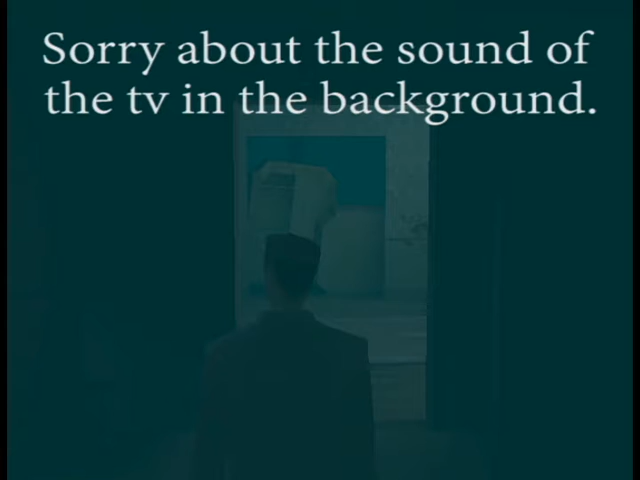 Sorry about the sound of
the tv in the background.